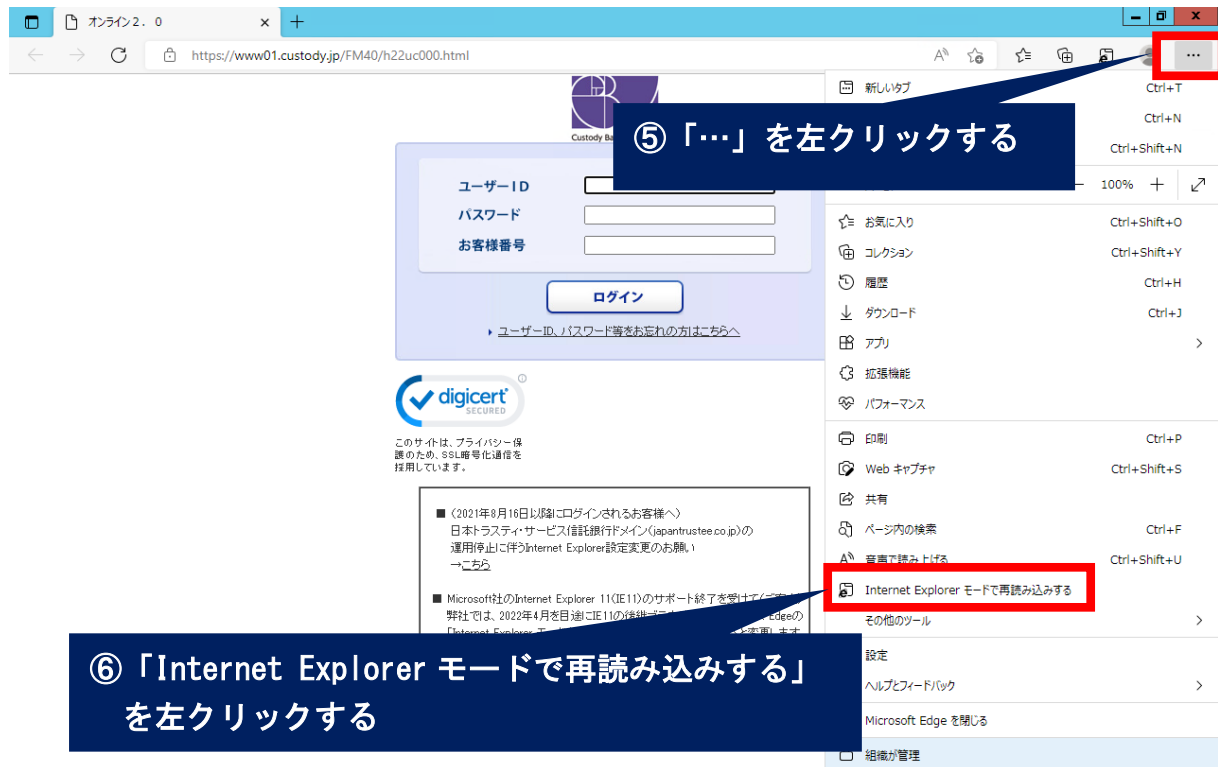 オンライン2.0
https://www01.custody.jp/FM40/h22uc000.html
新しいタブ Ctrl+T
Ctrl+N
Ctrl+Shift+N
100%
Custody Ba
⑤「…」を左クリックする
ユーザーID
パスワード
お客様番号
ログイン
ユーザーID、パスワード等をお忘れの方はこちらへ
digicert
SECURED
このサイトは、プライバシー保
護のため、SSL暗号化通信を
採用しています。
■ (2021年8月16日以降にログインされるお客様へ)
日本トラスティ・サービス信託銀行ドメイン(japantrustee.co.jp)の
運用停止に伴うInternet Explorer設定変更のお願い
→こちら
■ Microsoft社のInternet Explorer 11(IE11)のサポート終了を受けて
弊社では、2022年4月を目途にIE11の後継
Edgeの
お気に入り Ctrl+Shift+O
コレクション Ctrl+Shift+Y
履歴 Ctrl+H
ダウンロード Ctrl+J
アプリ
拡張機能
パフォーマンス
印刷 Ctrl+P
Web キャプチャ Ctrl+Shift+S
共有
ページ内の検索 Ctrl+F
音声で読み上げる Ctrl+Shift+U
Internet Explorer モードで再読み込みする
その他のツール
設定
ヘルプとフィードバック
Microsoft Edge を閉じる
組織が管理
⑥「Internet Explorer モードで再読み込みする」
を左クリックする